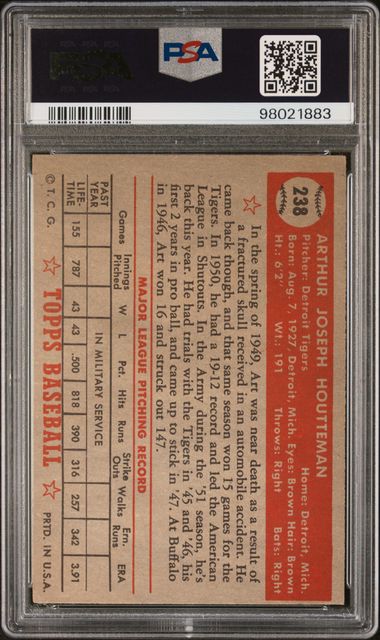 PSA
PSA
98021883
238
ARTHUR JOSEPH HOUTTEMAN
Pitcher: Detroit Tigers Home: Detroit, Mich.
Born: Aug. 7, 1927, Detroit, Mich. Eyes: Brown Hair: Brown
Ht.: 6'2" Wt.: 191 Throws: Right Bats: Right
In the spring of 1949, Art was near death as a result of
a fractured skull received in an automobile accident. He
came back though, and that same season won 15 games for the
Tigers. In 1950, he had a 19-12 record and led the American
League in Shutouts. In the Army during the '51 season, he's
back this year. He had trials with the Tigers in '45 and '46, his
first 2 years in pro ball, and came up to stick in '47. At Buffalo
in 1946, Art won 16 and struck out 147.
MAJOR LEAGUE PITCHING RECORD
Games Innings Pitched W L Pct. Hits Runs Strike Outs Walks Ern. Runs ERA
PAST YEAR IN MILITARY SERVICE
LIFE-TIME 155 787 43 43 .500 818 390 316 257 342 3.91
© T. C. G. TOPPS BASEBALL PRTD. IN U.S.A.